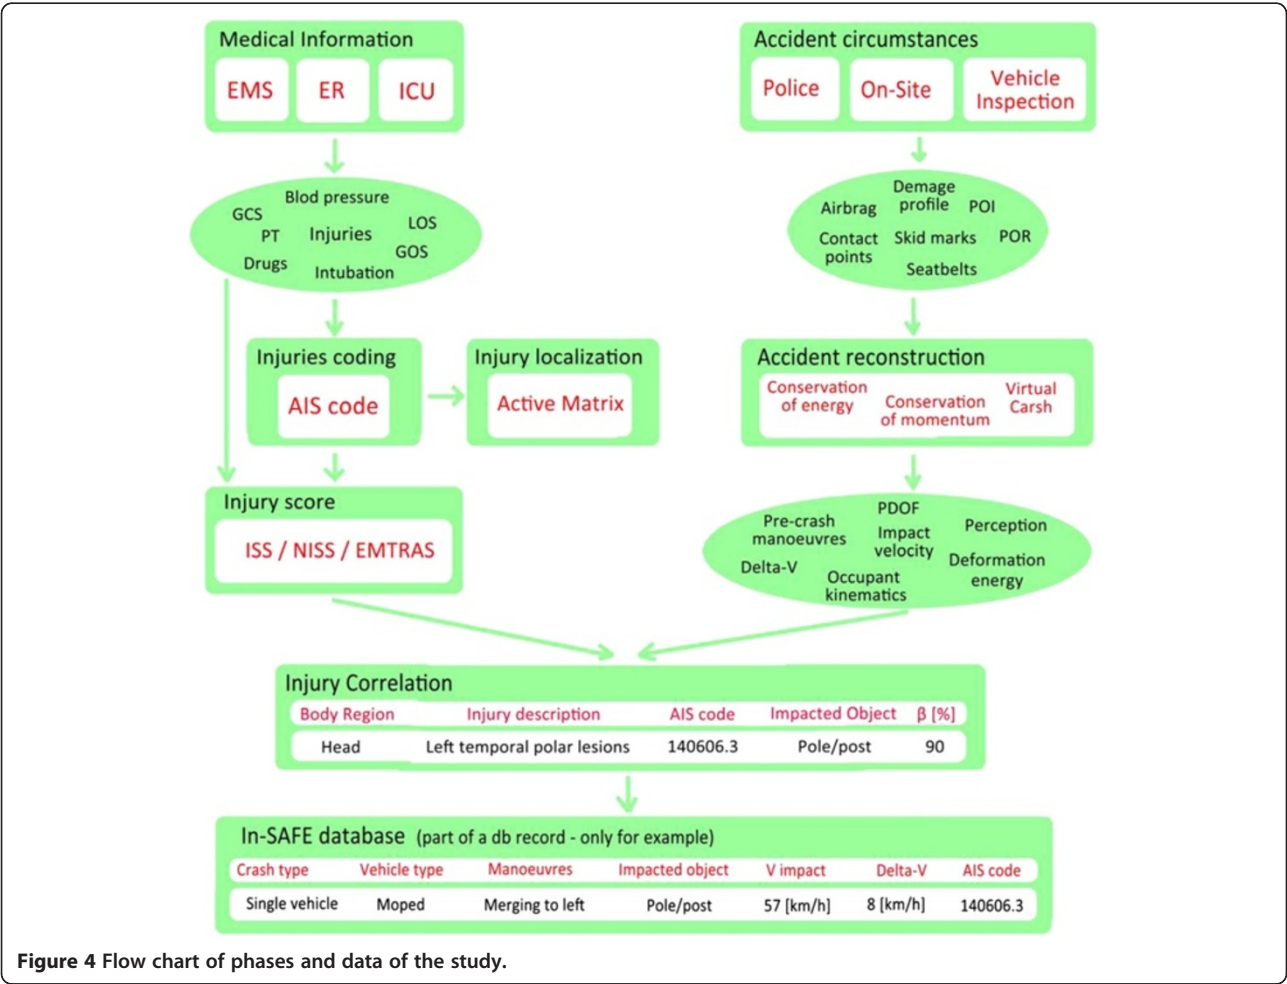 Medical Information
EMS
ER
ICU
Blod pressure
GCS
LOS
PT
Injuries
GOS
Drugs
Intubation
Injuries coding
AIS code
Injury localization
Active Matrix
Injury score
ISS / NISS / EMTRAS
Accident circumstances
Police
On-Site
Vehicle
Inspection
Demage
profile
Airbrag
POI
Contact
points
Skid marks
POR
Seatbelts
Accident reconstruction
Conservation
of energy
Conservation
of momentum
Virtual
Carsh
PDOF
Pre-crash
manoeuvres
Impact
velocity
Perception
Delta-V
Occupant
kinematics
Deformation
energy
Injury Correlation
Body Region Injury description AIS code Impacted Object β [%]
Head Left temporal polar lesions 140606.3 Pole/post 90
In-SAFE database (part of a db record - only for example)
Crash type Vehicle type Manoeuvres Impacted object V impact Delta-V AIS code
Single vehicle Moped Merging to left Pole/post 57 [km/h] 8 [km/h] 140606.3
Figure 4 Flow chart of phases and data of the study.